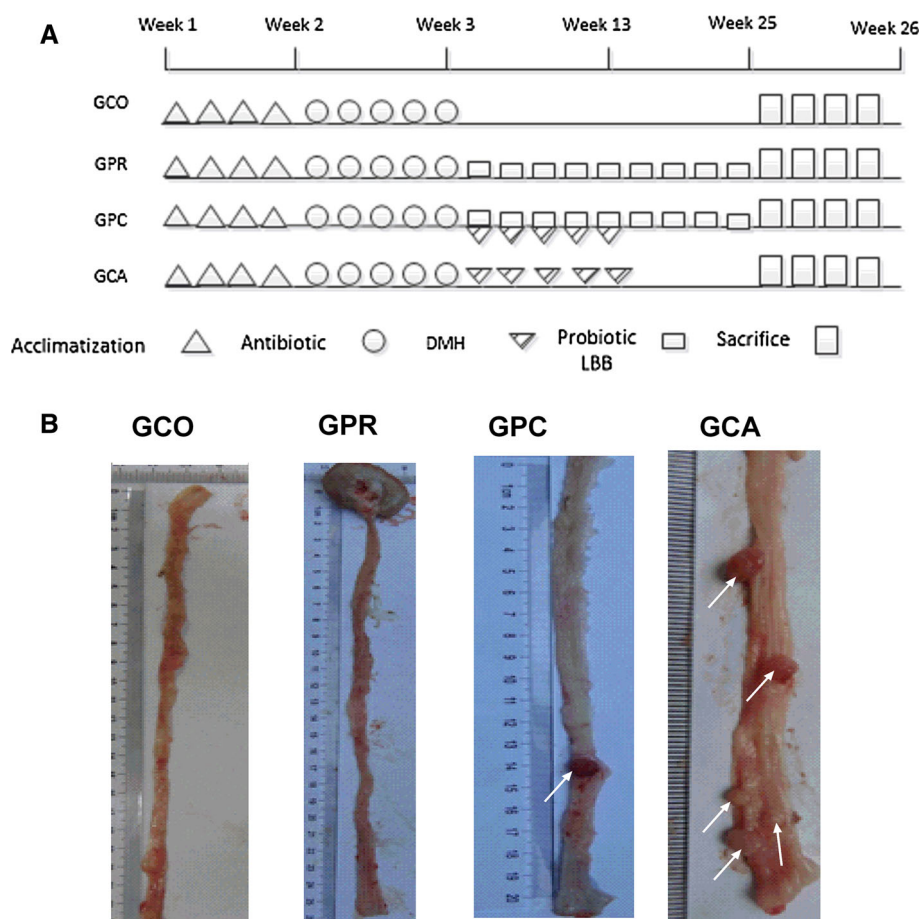 A
Week 1 Week 2 Week 3 Week 13 Week 25 Week 26
GCO
GPR
GPC
GCA
Acclimatization Antibiotic DMH Probiotic LBB Sacrifice
B
GCO GPR GPC GCA